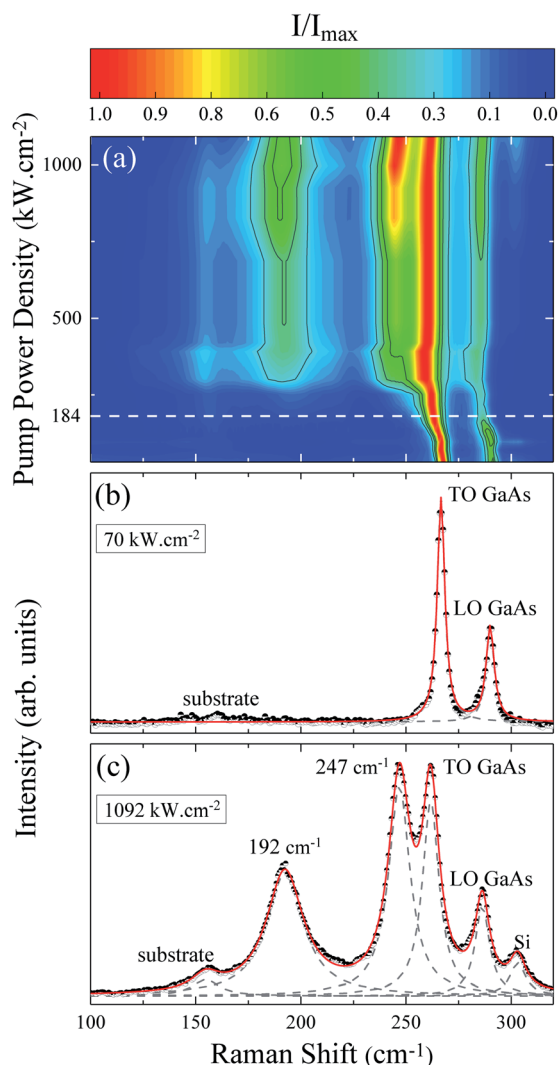 I/Imax
1.0 0.9 0.8 0.7 0.6 0.5 0.4 0.3 0.2 0.1 0.0
(a)
Pump Power Density (kW.cm-2)
1000
500
184
(b)
70 kW.cm-2
TO GaAs
LO GaAs
substrate
Intensity (arb. units)
(c)
1092 kW.cm-2
247 cm-1
TO GaAs
192 cm-1
LO GaAs
substrate
Si
100 150 200 250 300
Raman Shift (cm-1)